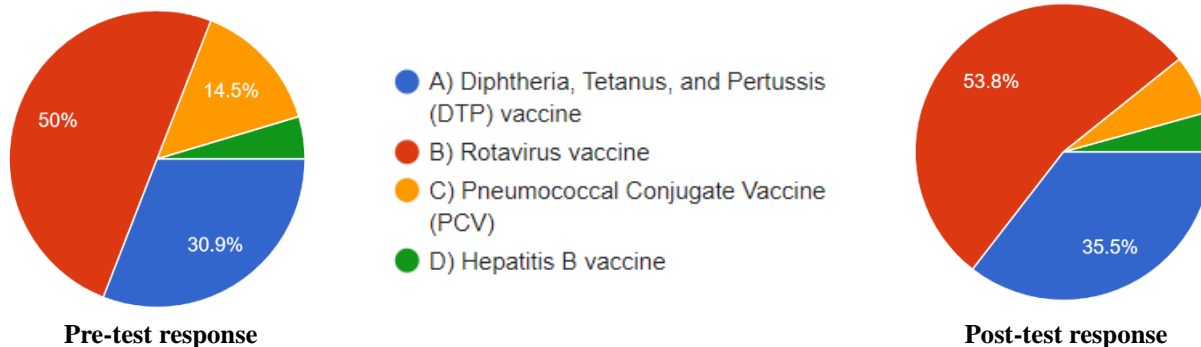 50%
14.5%
30.9%
A) Diphtheria, Tetanus, and Pertussis
(DTP) vaccine
B) Rotavirus vaccine
C) Pneumococcal Conjugate Vaccine
(PCV)
D) Hepatitis B vaccine
53.8%
35.5%
Pre-test response
Post-test response